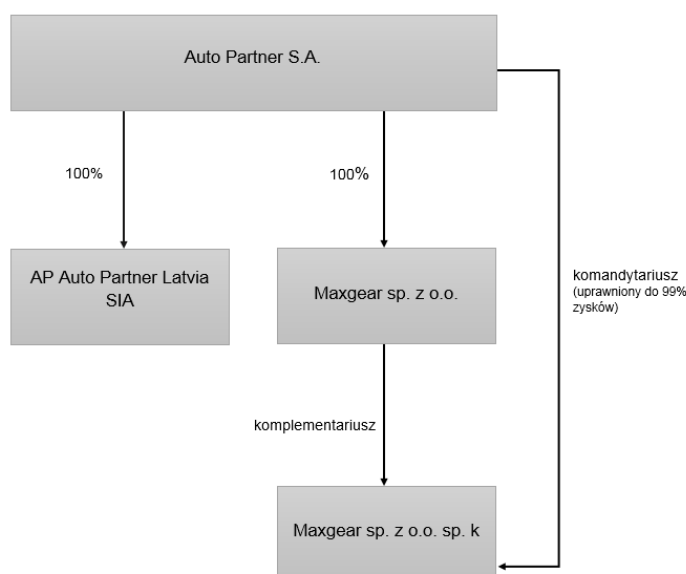 Auto Partner S.A.
100%
100%
AP Auto Partner Latvia
SIA
Maxgear sp. z o.o.
komandytariusz
(uprawniony do 99%
zysków)
komplementariusz
Maxgear sp. z o.o. sp. k